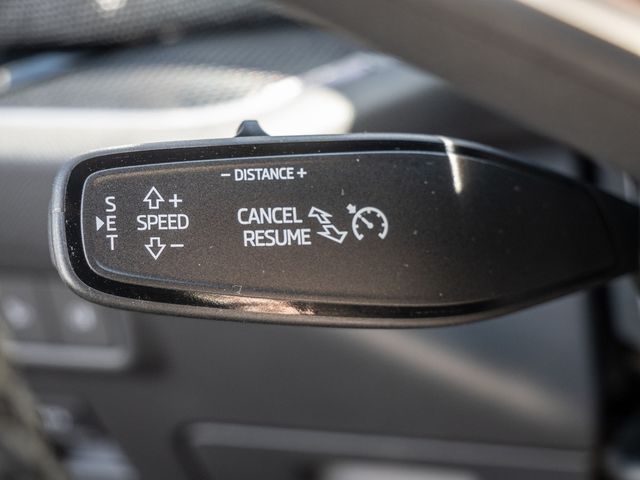 - DISTANCE +
SET
SPEED + -
CANCEL
RESUME